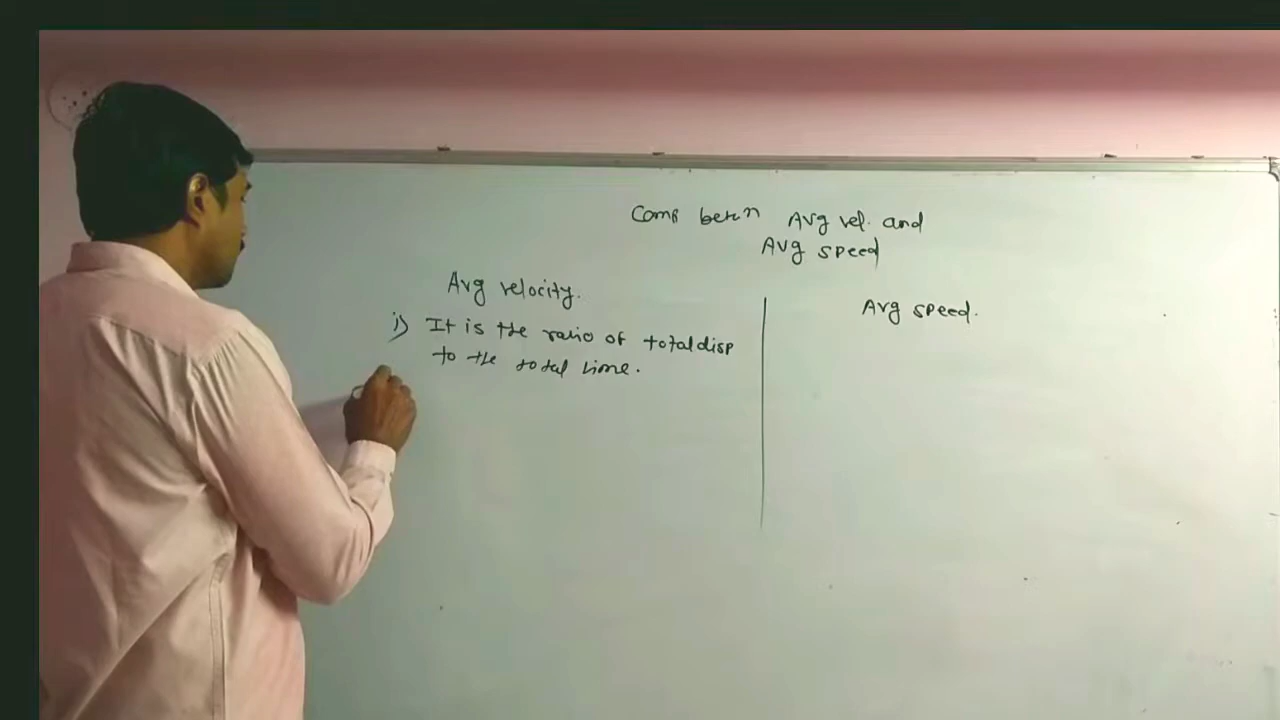 Comp betn Avg vel. and
Avg speed
Avg velocity.
i) It is the ratio of total disp
to the total time.
Avg speed.